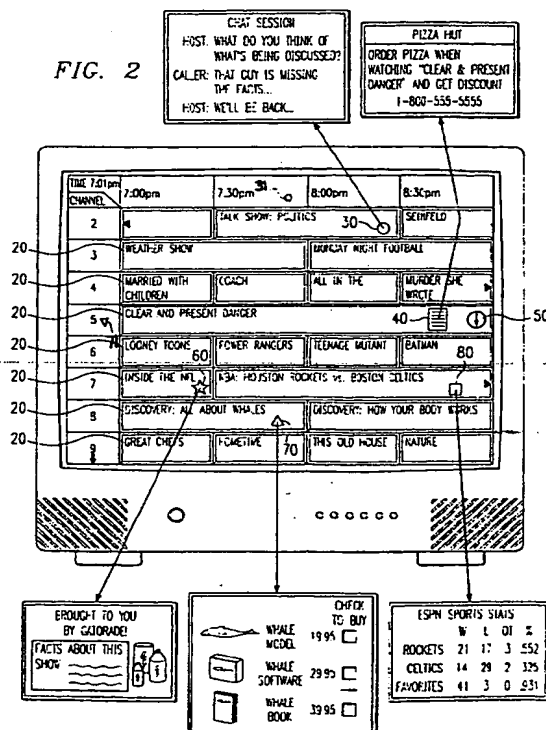 FIG. 2
CHAT SESSION
HOST: WHAT DO YOU THINK OF
WHAT'S BEING DISCUSSED?
CALLER: THAT GUY IS MISSING
THE FACTS...
HOST: WE'LL BE BACK...
PIZZA HUT
ORDER PIZZA WHEN
WATCHING "CLEAR & PRESENT
DANGER" AND GET DISCOUNT
1-800-555-5555
TIME 7:01pm
CHANNEL
7:00pm
7:30pm
31
8:00pm
8:30pm
2
TALK SHOW: POLITICS
30
SEINFELD
20
3
WEATHER SHOW
MONDAY NIGHT FOOTBALL
20
4
MARRIED WITH
CHILDREN
COACH
ALL IN THE
MURDER SHE
WROTE
20
5
CLEAR AND PRESENT DANGER
40
50
20
6
LOONEY TOONS
60
POWER RANGERS
TEENAGE MUTANT
BATMAN
80
20
7
INSIDE THE NFL
NBA: HOUSTON ROCKETS vs. BOSTON CELTICS
20
8
DISCOVERY: ALL ABOUT WHALES
DISCOVERY: HOW YOUR BODY WORKS
20
9
GREAT CHEFS
HOMETIME
70
THIS OLD HOUSE
NATURE
BROUGHT TO YOU
BY GATORADE!
FACTS ABOUT THIS
SHOW
CHECK
TO BUY
WHALE
MODEL
19.95
WHALE
SOFTWARE
29.95
WHALE
BOOK
39.95
ESPN SPORTS STATS
W L OT %
ROCKETS 21 17 3 .552
CELTICS 14 29 2 .325
FAVORITES 41 3 0 .931